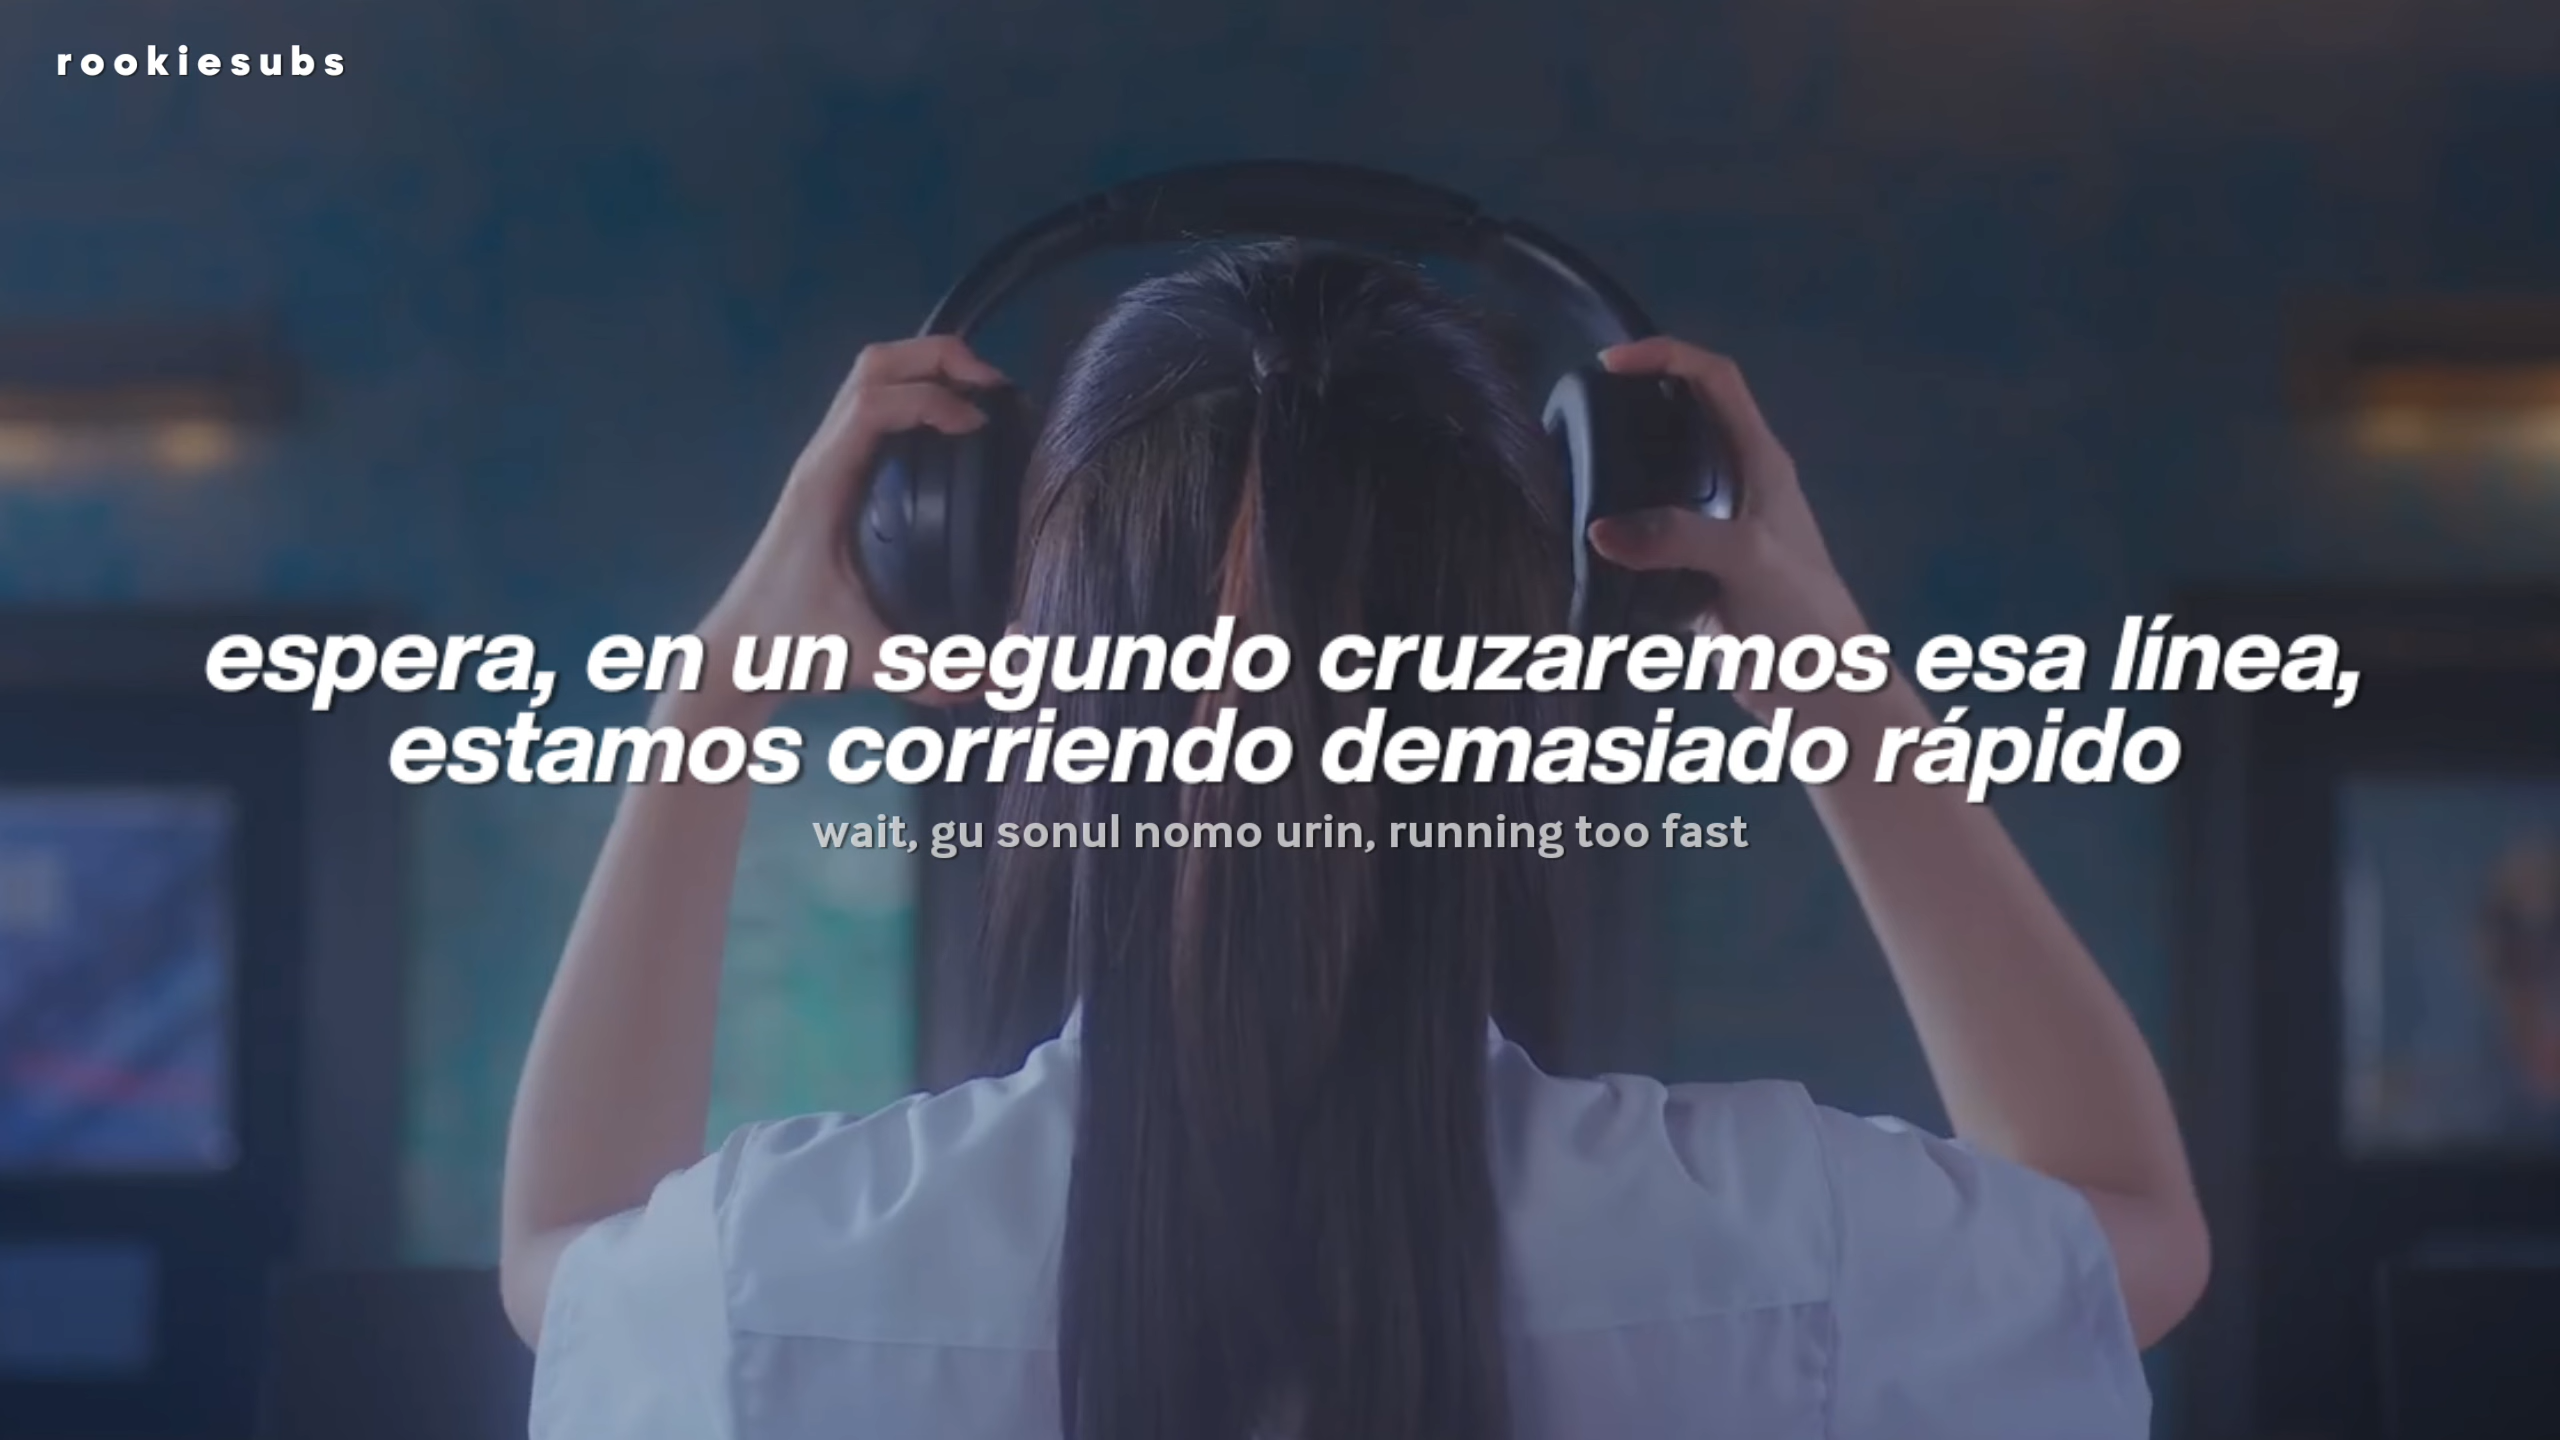 rookiesubs
espera, en un segundo cruzaremos esa línea,
estamos corriendo demasiado rápido
wait, gu sonul nomo urin, running too fast